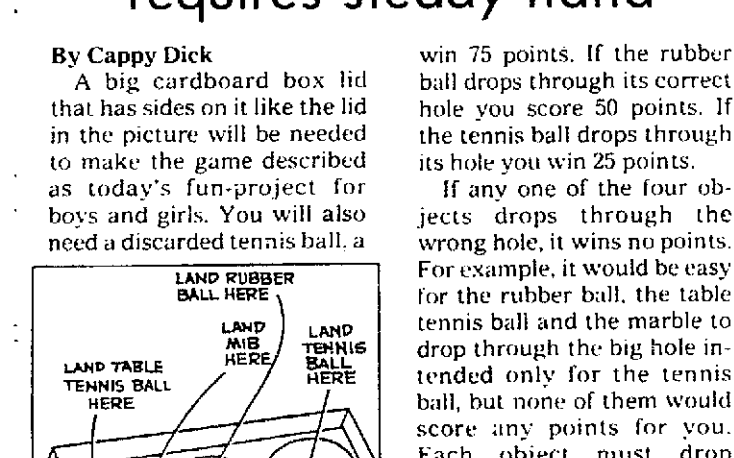 requires steady hand
By Cappy Dick
A big cardboard box lid
that has sides on it like the lid
in the picture will be needed
to make the game described
as today's fun-project for
boys and girls. You will also
need a discarded tennis ball, a
LAND RUBBER
BALL HERE
LAND
MIB
HERE
LAND
TENNIS
BALL
HERE
LAND TABLE
TENNIS BALL
HERE
win 75 points. If the rubber
ball drops through its correct
hole you score 50 points. If
the tennis ball drops through
its hole you win 25 points.
If any one of the four ob-
jects drops through the
wrong hole, it wins no points.
For example, it would be easy
for the rubber ball, the table
tennis ball and the marble to
drop through the big hole in-
tended only for the tennis
ball, but none of them would
score any points for you.
Each object must drop